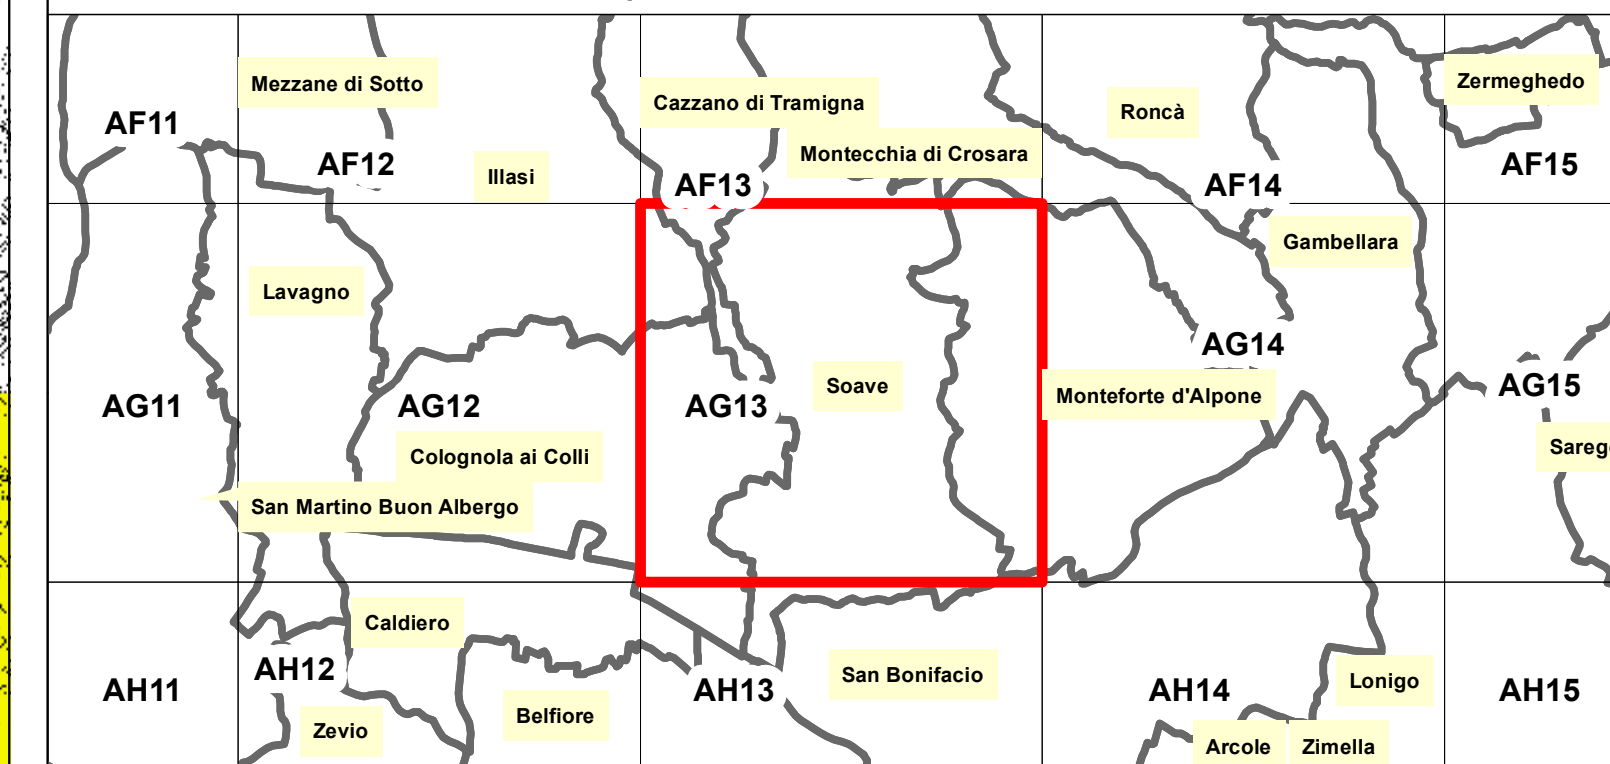 Mezzane di Sotto
Zermeghedo
Cazzano di Tramigna
Roncà
AF11
Montecchia di Crosara
AF12
AF15
Illasi
AF13
AF14
Gambellara
Lavagno
AG14
Soave
AG15
Monteforte d'Alpone
AG11
AG12
AG13
Colognola ai Colli
San Martino Buon Albergo
Caldiero
AH12
San Bonifacio
Lonigo
AH11
AH13
AH14
AH15
Belfiore
Zevio
Arcole
Zimella